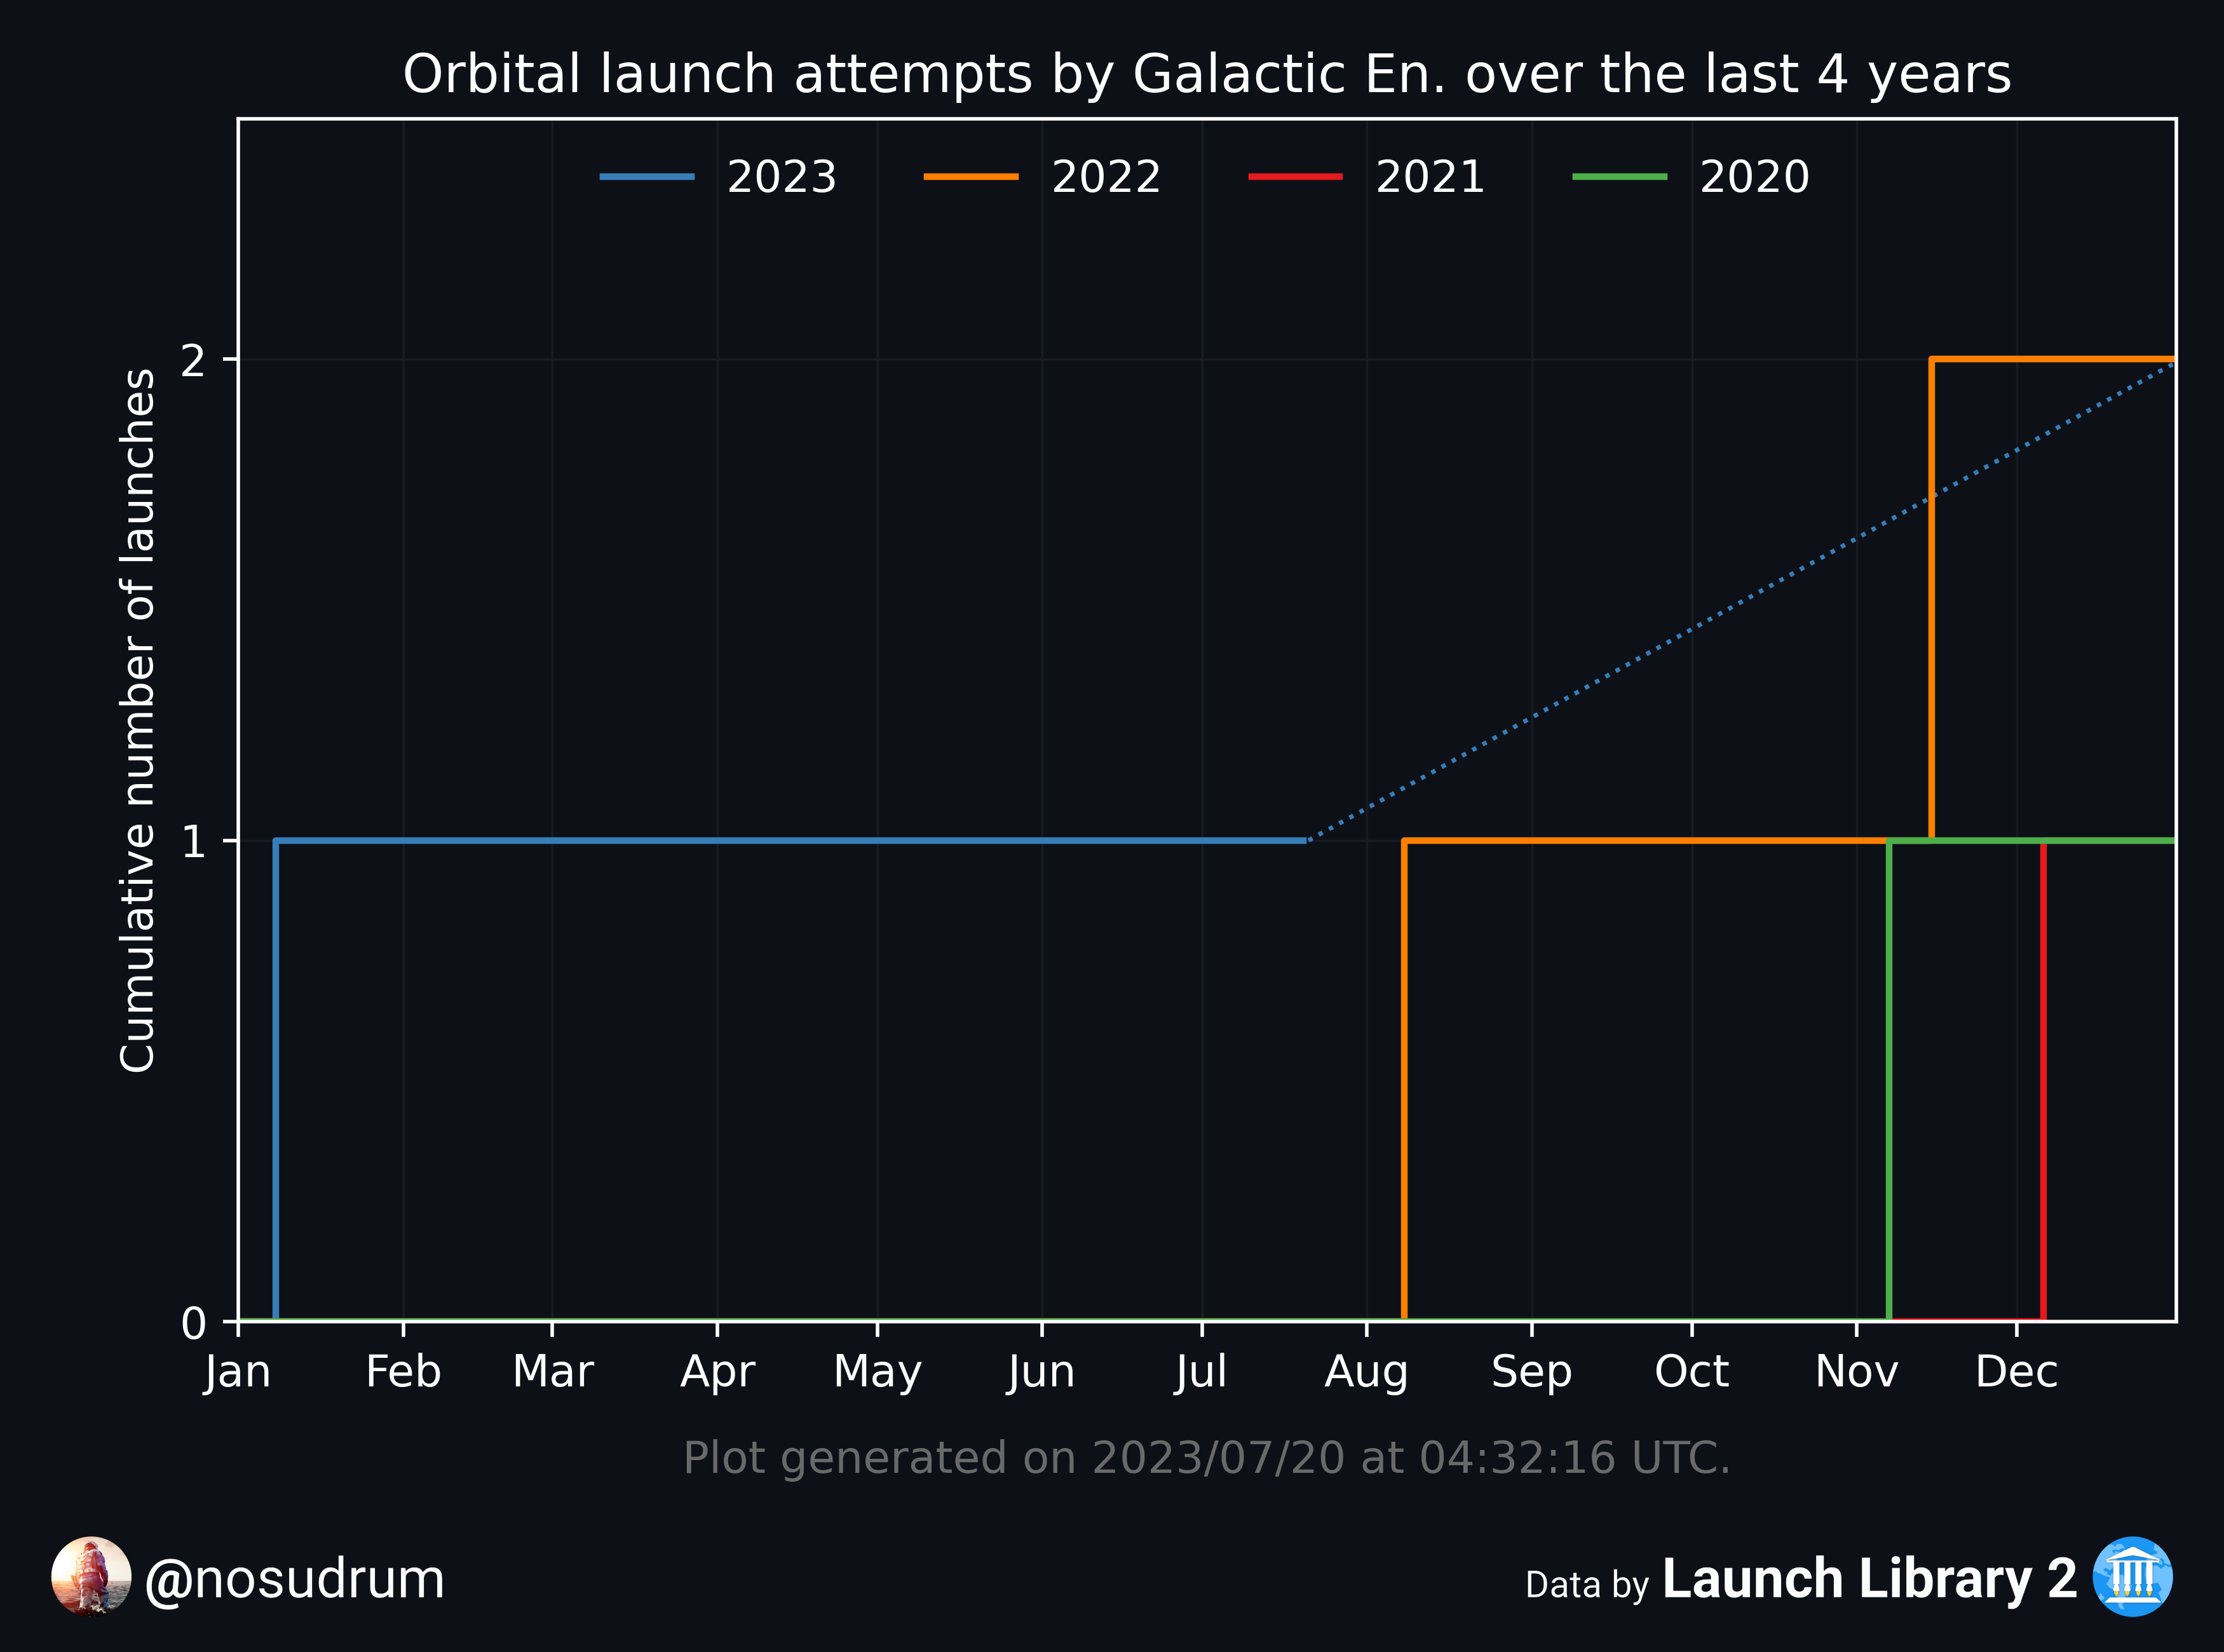 Orbital launch attempts by Galactic En. over the last 4 years
2023 2022 2021 2020
Cumulative number of launches
2
1
0
Jan Feb Mar Apr May Jun Jul Aug Sep Oct Nov Dec
Plot generated on 2023/07/20 at 04:32:16 UTC.
@nosudrum
Data by Launch Library 2